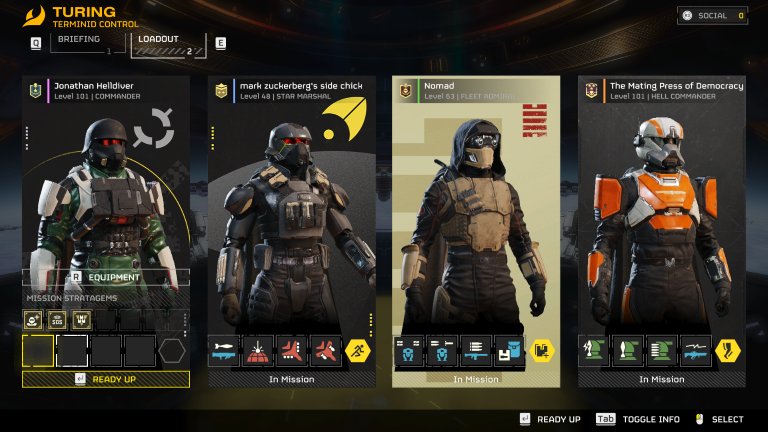 TURING
TERMINID CONTROL
SOCIAL 0
Q BRIEFING 1 LOADOUT 2 E
Jonathan Helldiver
Level 101 | COMMANDER
mark zuckerberg's side chick
Level 48 | STAR MARSHAL
Nomad
Level 63 | FLEET ADMIRAL
The Mating Press of Democracy
Level 101 | HELL COMMANDER
R EQUIPMENT
MISSION STRATAGEMS
SOS
READY UP
In Mission
In Mission
In Mission
READY UP Tab TOGGLE INFO SELECT